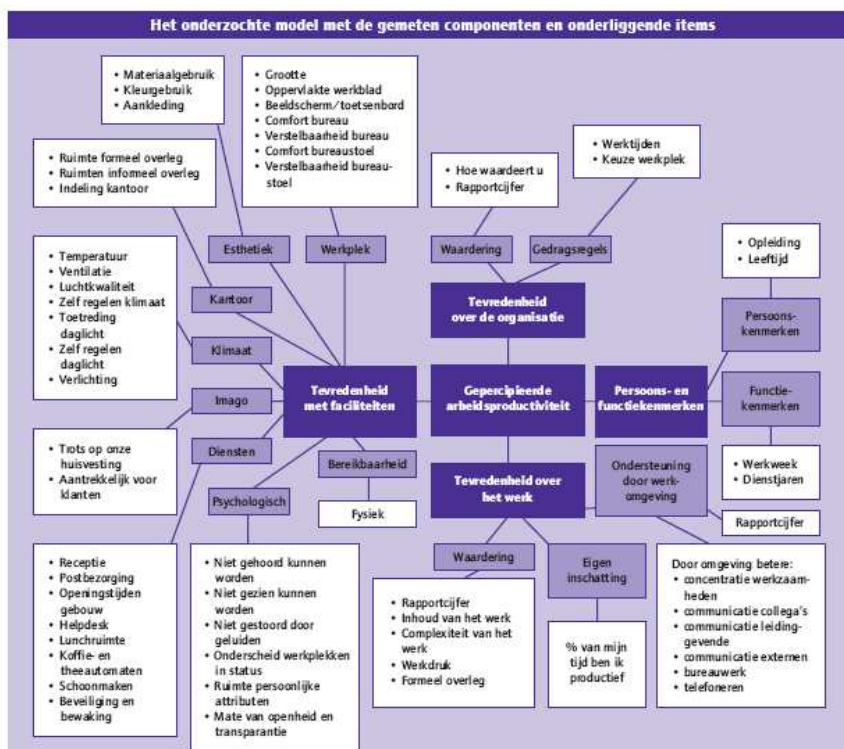 Het onderzochte model met de gemeten componenten en onderliggende items
• Materiaalgebruik
• Kleurgebruik
• Aankleding
• Grootte
• Oppervlakte werkblad
• Beeldscherm/toetsenbord
• Comfort bureau
• Verstelbaarheid bureau
• Comfort bureaustoel
• Verstelbaarheid bureau-
stoel
• Werktijden
• Keuze werkplek
• Hoe waardeert u
• Rapportcijfer
• Ruimte formeel overleg
• Ruimten informeel overleg
• Indeling kantoor
• Opleiding
• Leeftijd
Esthetiek
Werkplek
Waardering
Gedragsregels
• Temperatuur
• Ventilatie
• Luchtkwaliteit
• Zelf regelen klimaat
• Toetreding
daglicht
• Zelf regelen
daglicht
• Verlichting
Kantoor
Tevredenheid
over de organisatie
Persoons-
kenmerken
Klimaat
Imago
Tevredenheid
met faciliteiten
Gepercipieerde
arbeidsproductiviteit
Persoons- en
functiekenmerken
Functie-
kenmerken
• Trots op onze
huisvesting
• Aantrekkelijk voor
klanten
Diensten
Bereikbaarheid
Fysiek
Psychologisch
Tevredenheid over
het werk
Ondersteuning
door werk-
omgeving
• Werkweek
• Dienstjaren
Rapportcijfer
Waardering
Eigen
inschatting
• Receptie
• Postbezorging
• Openingstijden
gebouw
• Helpdesk
• Lunchruimte
• Koffie- en
theeautomaten
• Schoonmaken
• Beveiliging en
bewaking
• Niet gehoord kunnen
worden
• Niet gezien kunnen
worden
• Niet gestoord door
geluiden
• Onderscheid werkplekken
in status
• Ruimte persoonlijke
attributen
• Mate van openheid en
transparantie
• Rapportcijfer
• Inhoud van het werk
• Complexiteit van het
werk
• Werkdruk
• Formeel overleg
% van mijn
tijd ben ik
productief
Door omgeving betere:
• concentratie werkzaam-
heden
• communicatie collega's
• communicatie leiding-
gevende
• communicatie externen
• bureauwerk
• telefoneren